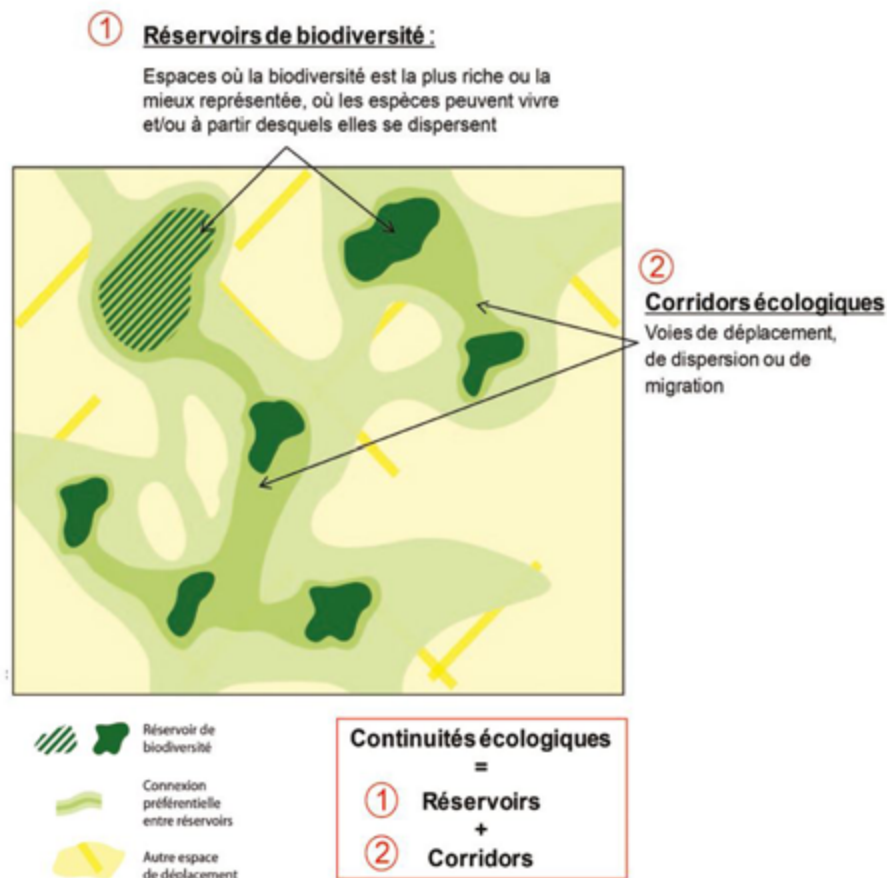 ① Réservoirs de biodiversité :
Espaces où la biodiversité est la plus riche ou la
mieux représentée, où les espèces peuvent vivre
et/ou à partir desquels elles se dispersent
②
Corridors écologiques
Voies de déplacement,
de dispersion ou de
migration
Réservoir de
biodiversité
Connexion
préférentielle
entre réservoirs
Autre espace
de déplacement
Continuités écologiques
=
① Réservoirs
+
② Corridors